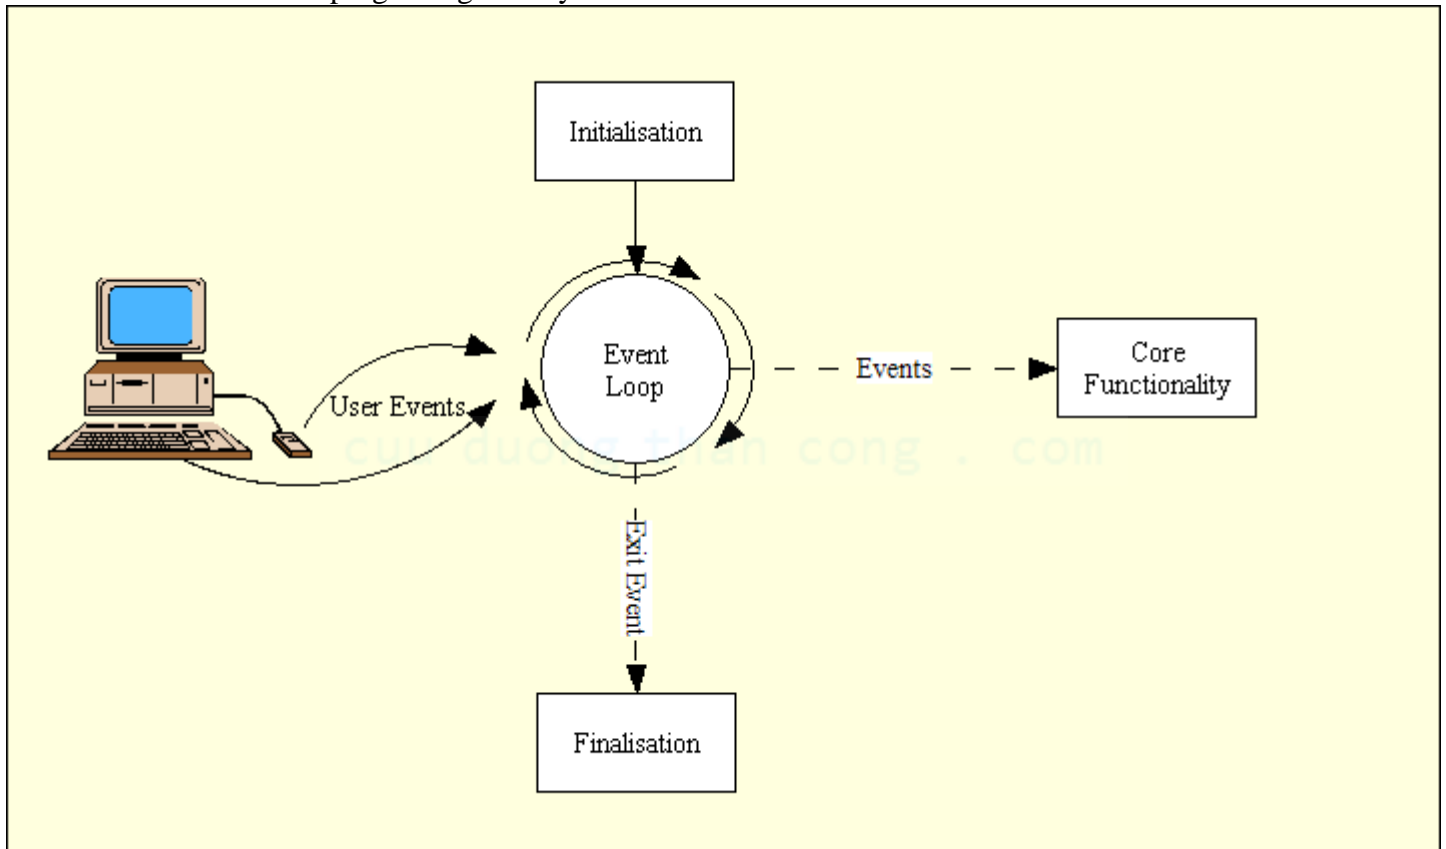 Initialisation
Event
Loop
Events
Core
Functionality
User Events
cuu duong than cong . com
Exit Event
Finalisation